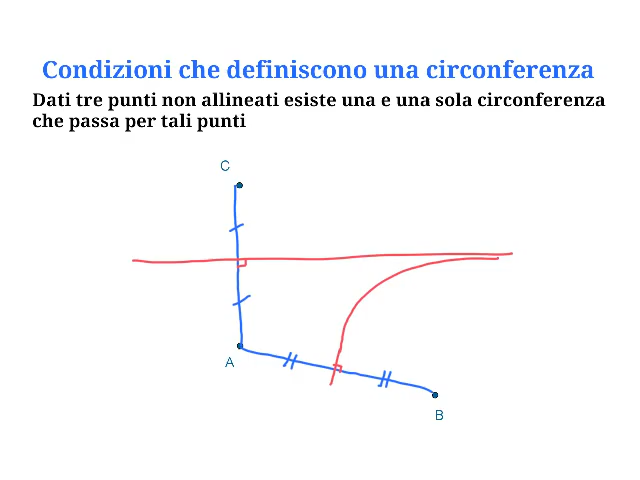 Condizioni che definiscono una circonferenza
Dati tre punti non allineati esiste una e una sola circonferenza
che passa per tali punti
C
A
B